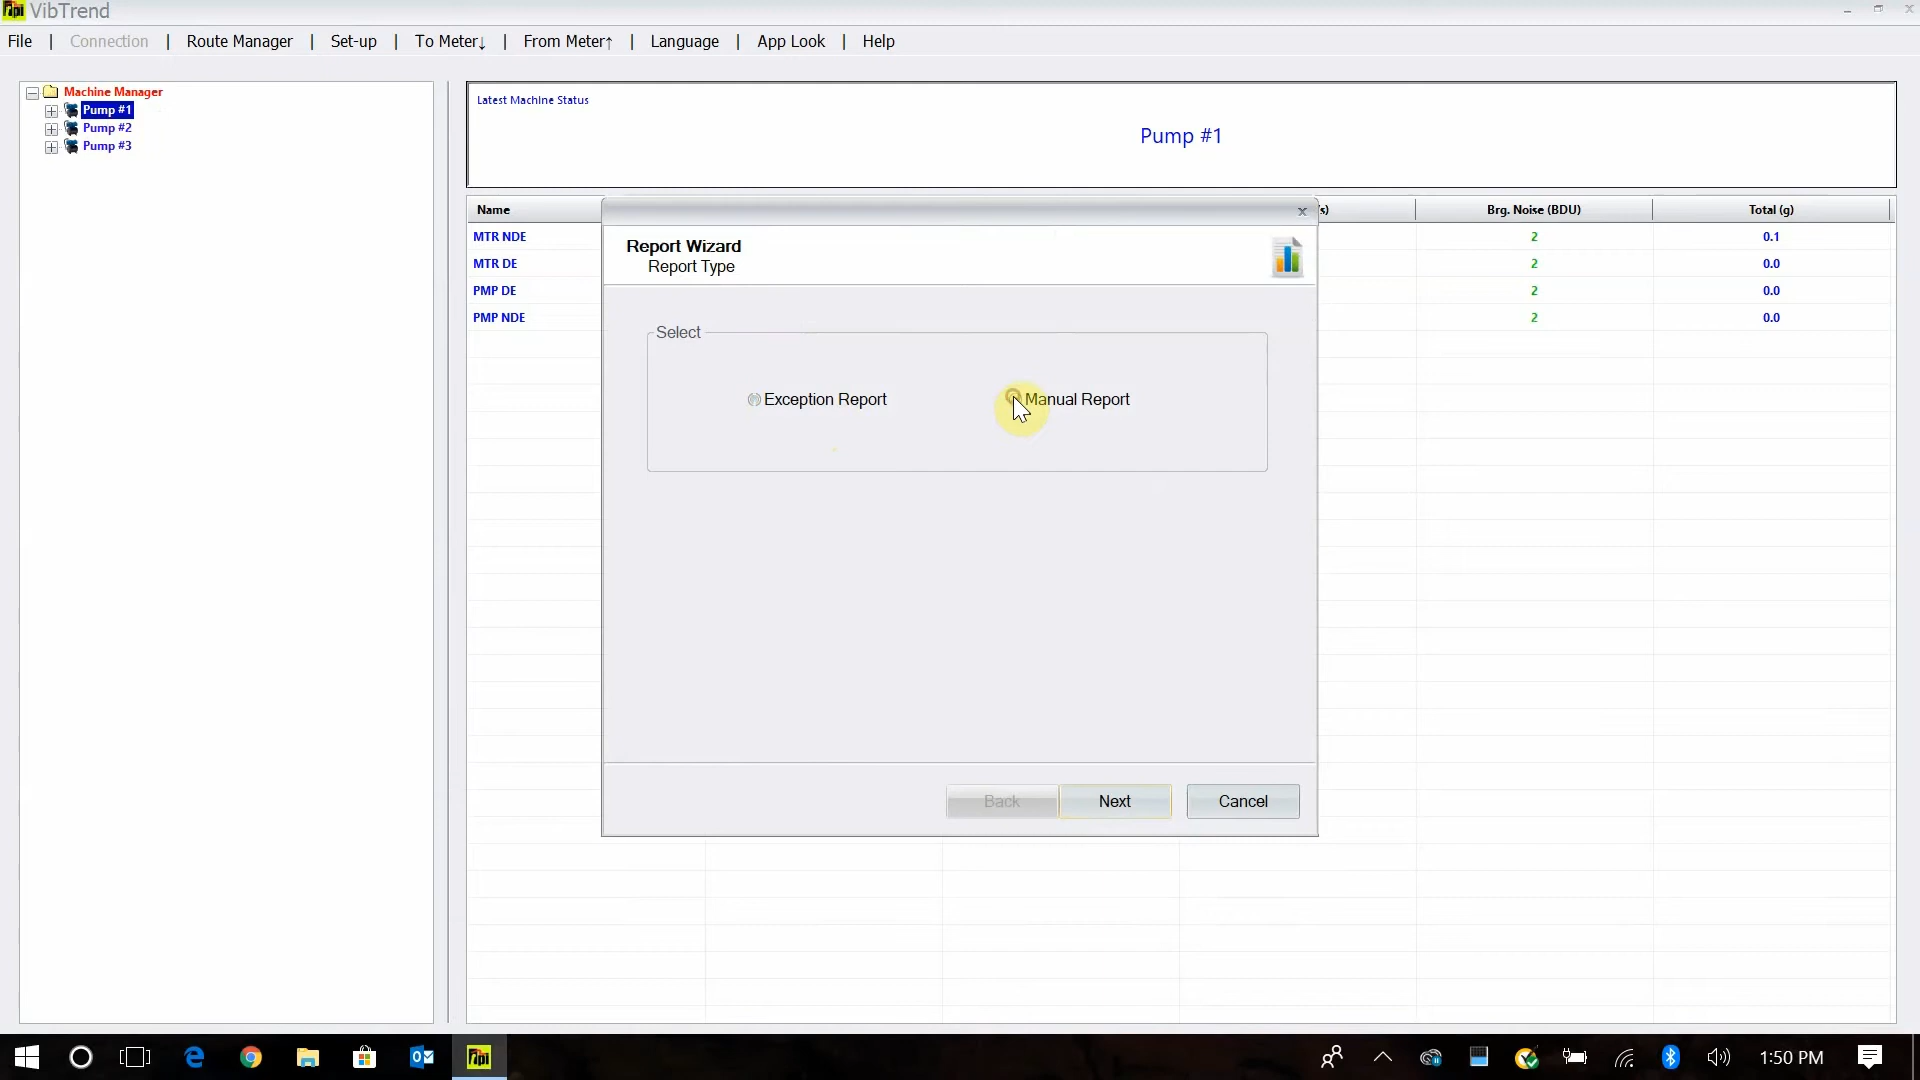 VibTrend
File | Connection | Route Manager | Set-up | To Meter↓ | From Meter↑ | Language | App Look | Help
Machine Manager
Pump #1
Pump #2
Pump #3
Latest Machine Status
Pump #1
Name /s) Brg. Noise (BDU) Total (g)
MTR NDE 2 0.1
MTR DE 2 0.0
PMP DE 2 0.0
PMP NDE 2 0.0
Report Wizard
Report Type
Select
Exception Report Manual Report
Back Next Cancel
1:50 PM